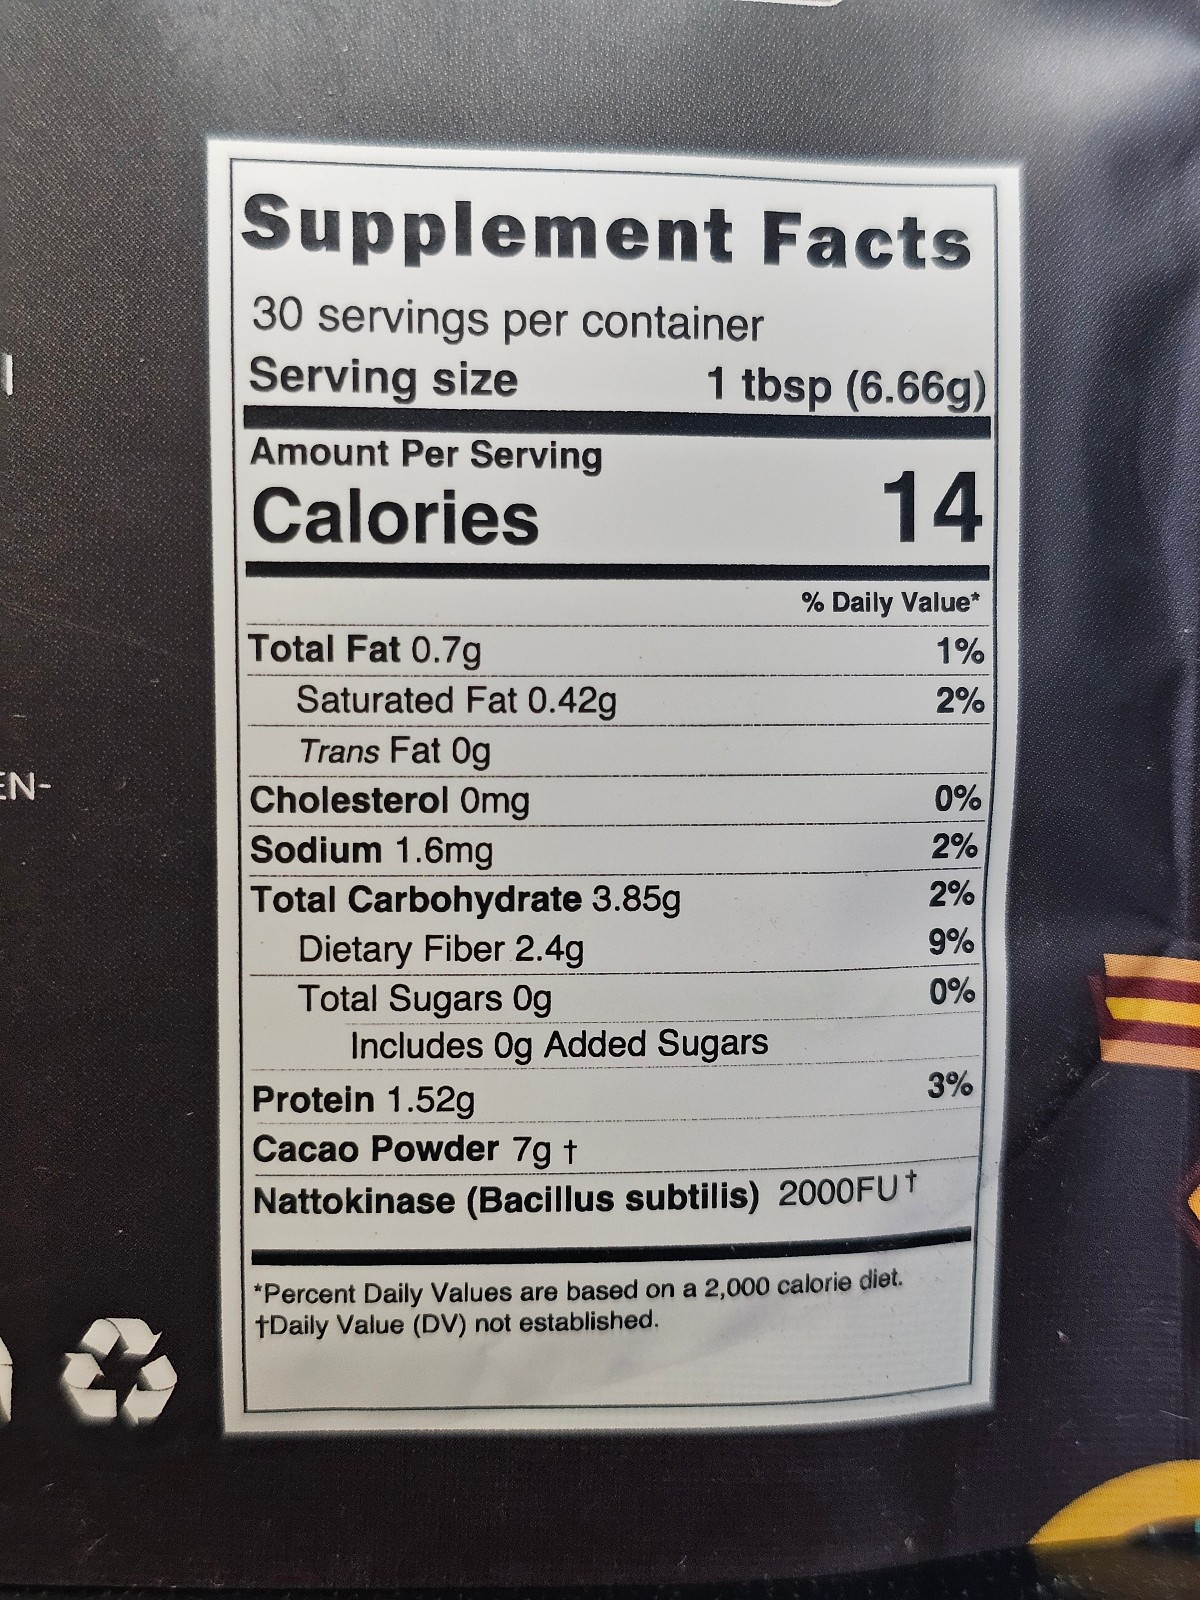 Supplement Facts
30 servings per container
Serving size 1 tbsp (6.66g)
Amount Per Serving
Calories 14
% Daily Value*
Total Fat 0.7g 1%
Saturated Fat 0.42g 2%
Trans Fat 0g
Cholesterol 0mg 0%
Sodium 1.6mg 2%
Total Carbohydrate 3.85g 2%
Dietary Fiber 2.4g 9%
Total Sugars 0g 0%
Includes 0g Added Sugars
Protein 1.52g 3%
Cacao Powder 7g †
Nattokinase (Bacillus subtilis) 2000FU†
*Percent Daily Values are based on a 2,000 calorie diet.
†Daily Value (DV) not established.
EN-